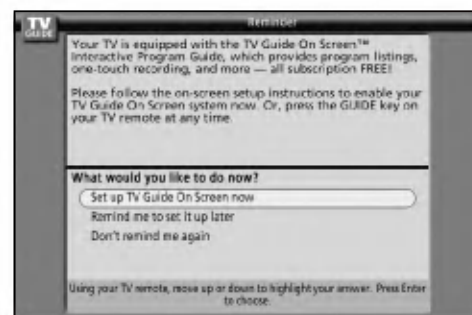 TV
GUIDE
Reminder
Your TV is equipped with the TV Guide On Screen™
Interactive Program Guide, which provides program listings,
one-touch recording, and more — all subscription FREE!
Please follow the on-screen setup instructions to enable your
TV Guide On Screen system now. Or, press the GUIDE key on
your TV remote at any time.
What would you like to do now?
Set up TV Guide On Screen now
Remind me to set it up later
Don't remind me again
Using your TV remote, move up or down to highlight your answer. Press Enter
to choose.